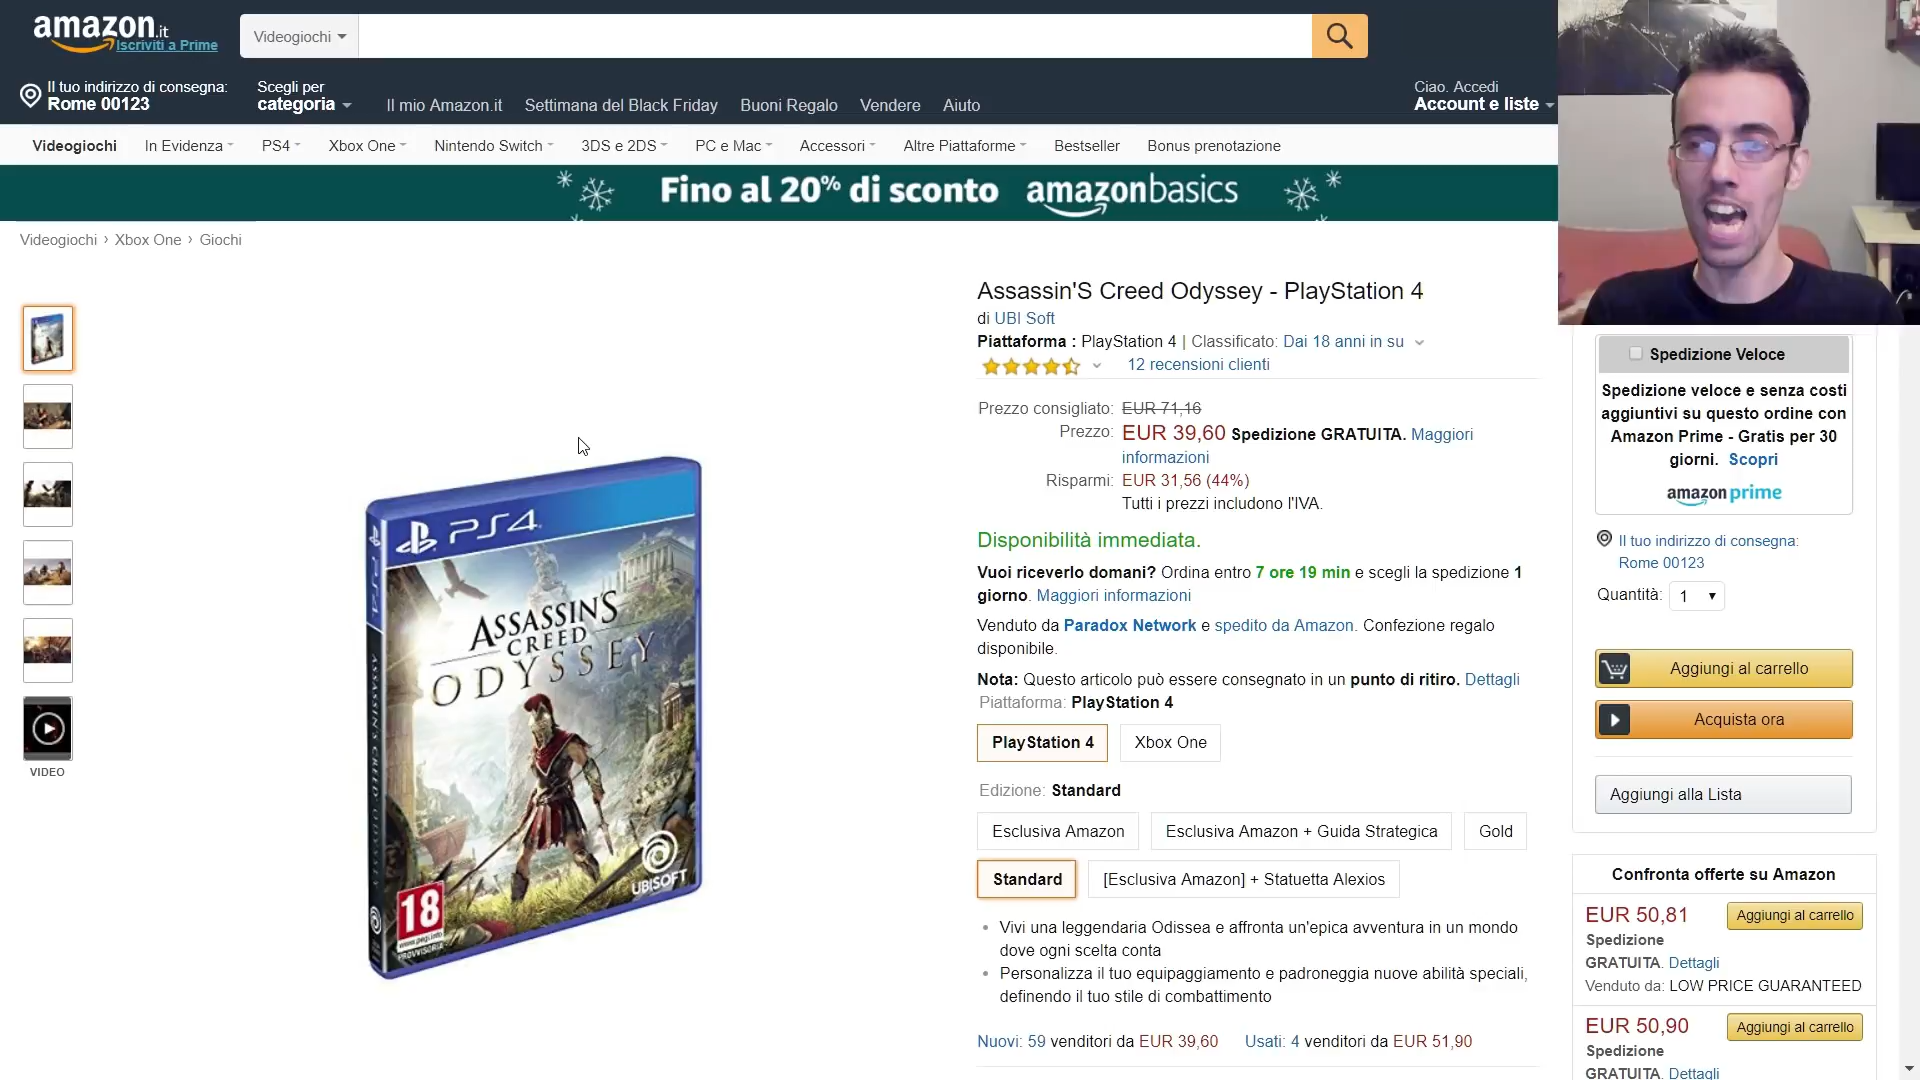 amazon.it
Iscriviti a Prime
Videogiochi
Il tuo indirizzo di consegna:
Rome 00123
Scegli per
categoria
Il mio Amazon.it
Settimana del Black Friday
Buoni Regalo
Vendere
Aiuto
Ciao. Accedi
Account e liste
Videogiochi
In Evidenza
PS4
Xbox One
Nintendo Switch
3DS e 2DS
PC e Mac
Accessori
Altre Piattaforme
Bestseller
Bonus prenotazione
Fino al 20% di sconto amazonbasics
Videogiochi › Xbox One › Giochi
VIDEO
PS4
PS4
ASSASSIN'S
CREED
ODYSSEY
ASSASSIN'S CREED ODYSSEY
18
www.pegi.info
PROVVISORIO
UBISOFT
Assassin'S Creed Odyssey - PlayStation 4
di UBI Soft
Piattaforma : PlayStation 4 | Classificato: Dai 18 anni in su
12 recensioni clienti
Prezzo consigliato: EUR 71,16
Prezzo: EUR 39,60 Spedizione GRATUITA. Maggiori
informazioni
Risparmi: EUR 31,56 (44%)
Tutti i prezzi includono l'IVA.
Disponibilità immediata.
Vuoi riceverlo domani? Ordina entro 7 ore 19 min e scegli la spedizione 1
giorno. Maggiori informazioni
Venduto da Paradox Network e spedito da Amazon. Confezione regalo
disponibile.
Nota: Questo articolo può essere consegnato in un punto di ritiro. Dettagli
Piattaforma: PlayStation 4
PlayStation 4
Xbox One
Edizione: Standard
Esclusiva Amazon
Esclusiva Amazon + Guida Strategica
Gold
Standard
[Esclusiva Amazon] + Statuetta Alexios
• Vivi una leggendaria Odissea e affronta un'epica avventura in un mondo
dove ogni scelta conta
• Personalizza il tuo equipaggiamento e padroneggia nuove abilità speciali,
definendo il tuo stile di combattimento
Nuovi: 59 venditori da EUR 39,60
Usati: 4 venditori da EUR 51,90
Spedizione Veloce
Spedizione veloce e senza costi
aggiuntivi su questo ordine con
Amazon Prime - Gratis per 30
giorni. Scopri
amazon prime
Il tuo indirizzo di consegna:
Rome 00123
Quantità: 1
Aggiungi al carrello
Acquista ora
Aggiungi alla Lista
Confronta offerte su Amazon
EUR 50,81
Aggiungi al carrello
Spedizione
GRATUITA. Dettagli
Venduto da: LOW PRICE GUARANTEED
EUR 50,90
Aggiungi al carrello
Spedizione
GRATUITA. Dettagli